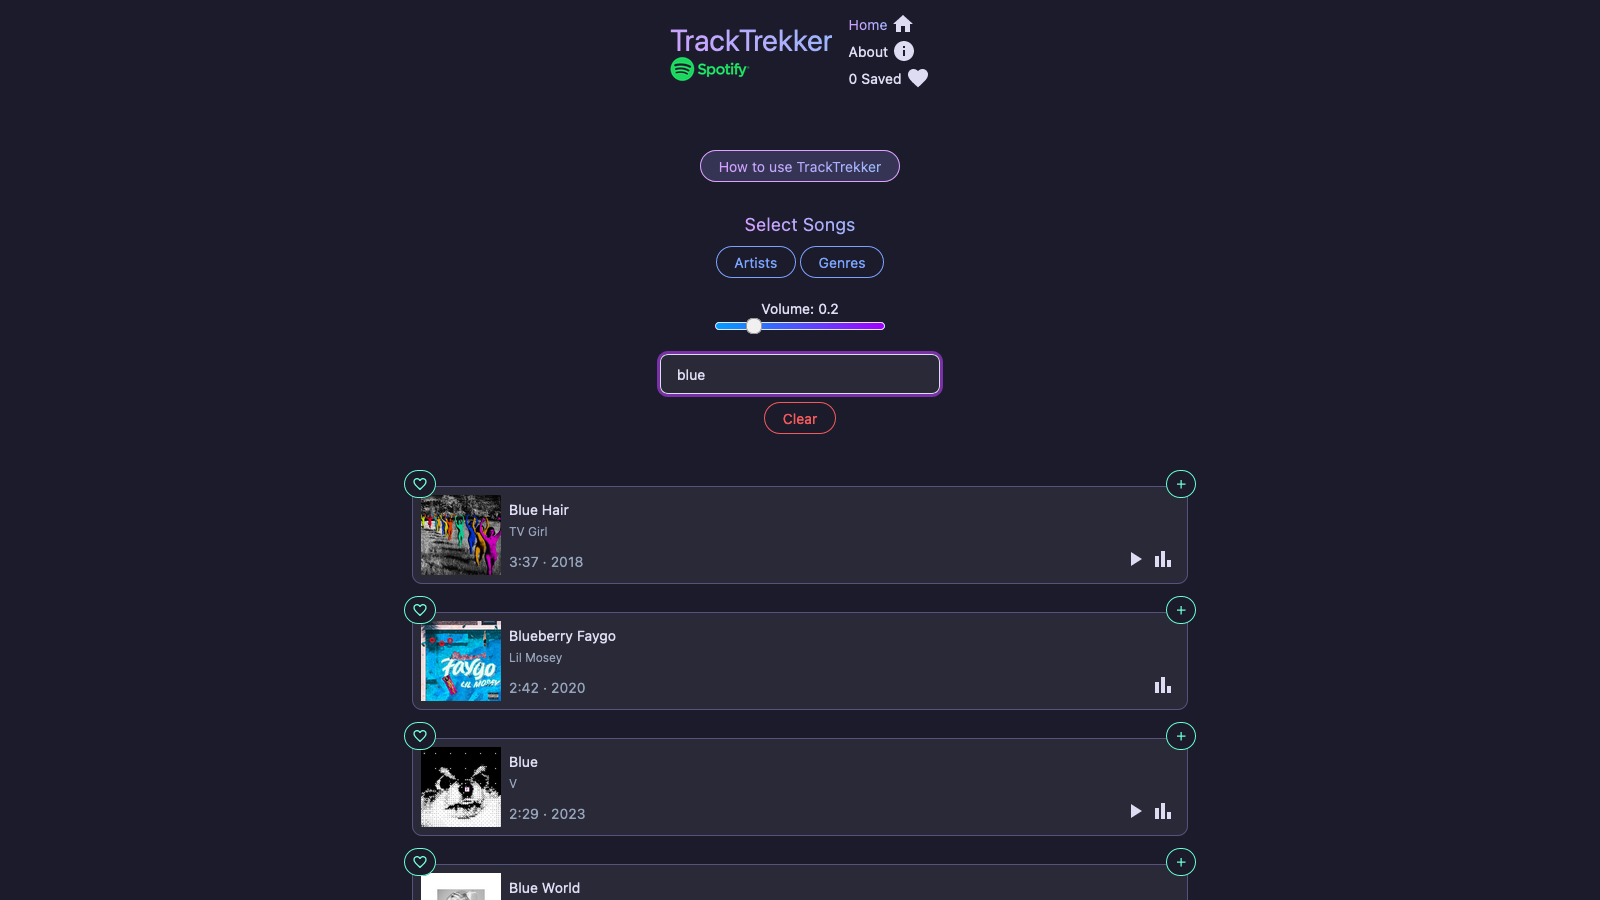 TrackTrekker
Spotify
Home
About
0 Saved
How to use TrackTrekker
Select Songs
Artists
Genres
Volume: 0.2
blue
Clear
Blue Hair
TV Girl
3:37 · 2018
Faygo
LIL MOSEY
Blueberry Faygo
Lil Mosey
2:42 · 2020
Blue
V
2:29 · 2023
Blue World